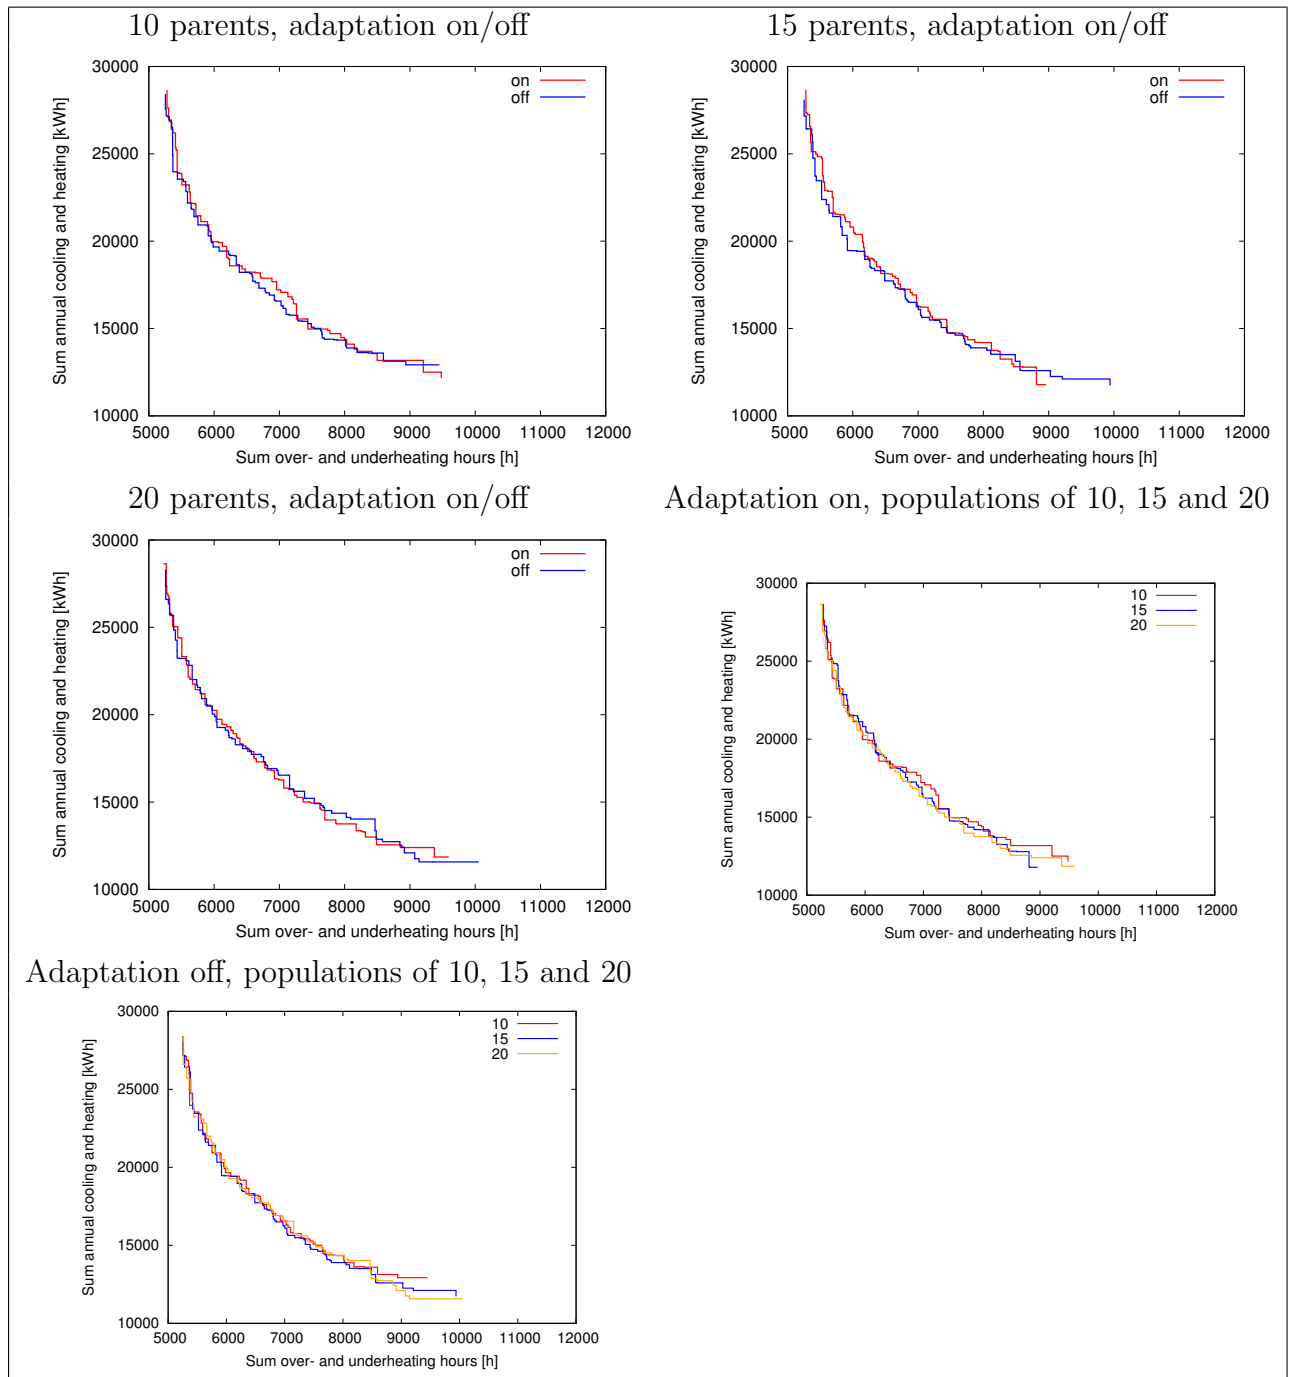 10 parents, adaptation on/off
30000
25000
20000
15000
10000
5000 6000 7000 8000 9000 10000 11000 12000
Sum annual cooling and heating [kWh]
Sum over- and underheating hours [h]
on
off
15 parents, adaptation on/off
30000
25000
20000
15000
10000
5000 6000 7000 8000 9000 10000 11000 12000
Sum annual cooling and heating [kWh]
Sum over- and underheating hours [h]
on
off
20 parents, adaptation on/off
30000
25000
20000
15000
10000
5000 6000 7000 8000 9000 10000 11000 12000
Sum annual cooling and heating [kWh]
Sum over- and underheating hours [h]
on
off
Adaptation on, populations of 10, 15 and 20
30000
25000
20000
15000
10000
5000 6000 7000 8000 9000 10000 11000 12000
Sum annual cooling and heating [kWh]
Sum over- and underheating hours [h]
10
15
20
Adaptation off, populations of 10, 15 and 20
30000
25000
20000
15000
10000
5000 6000 7000 8000 9000 10000 11000 12000
Sum annual cooling and heating [kWh]
Sum over- and underheating hours [h]
10
15
20